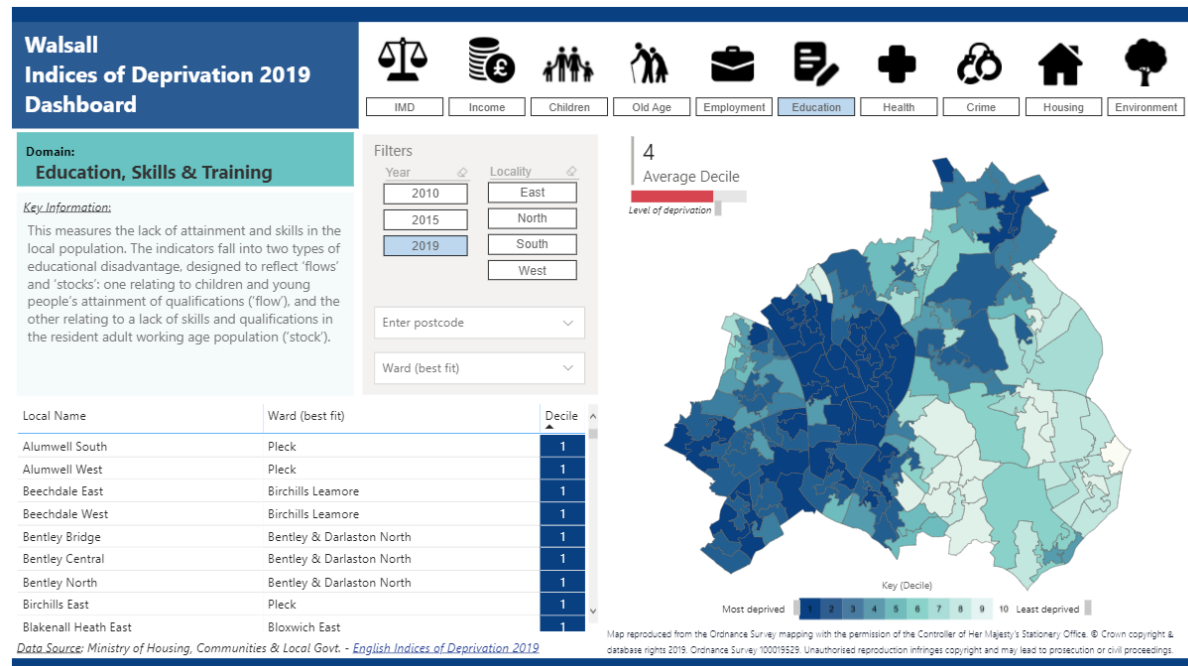 Walsall
Indices of Deprivation 2019
Dashboard
IMD
Income
Children
Old Age
Employment
Education
Health
Crime
Housing
Environment
Domain:
Education, Skills & Training
Key Information:
This measures the lack of attainment and skills in the
local population. The indicators fall into two types of
educational disadvantage, designed to reflect 'flows'
and 'stocks': one relating to children and young
people's attainment of qualifications ('flow'), and the
other relating to a lack of skills and qualifications in
the resident adult working age population ('stock').
Filters
Year
2010
2015
2019
Locality
East
North
South
West
Enter postcode
Ward (best fit)
4
Average Decile
Level of deprivation
Local Name Ward (best fit) Decile
Alumwell South Pleck 1
Alumwell West Pleck 1
Beechdale East Birchills Leamore 1
Beechdale West Birchills Leamore 1
Bentley Bridge Bentley & Darlaston North 1
Bentley Central Bentley & Darlaston North 1
Bentley North Bentley & Darlaston North 1
Birchills East Pleck 1
Blakenall Heath East Bloxwich East 1
Key (Decile)
Most deprived 1 2 3 4 5 6 7 8 9 10 Least deprived
Data Source: Ministry of Housing, Communities & Local Govt. - English Indices of Deprivation 2019
Map reproduced from the Ordnance Survey mapping with the permission of the Controller of Her Majesty's Stationery Office. © Crown copyright &
database rights 2019. Ordnance Survey 100019529. Unauthorised reproduction infringes copyright and may lead to prosecution or civil proceedings.